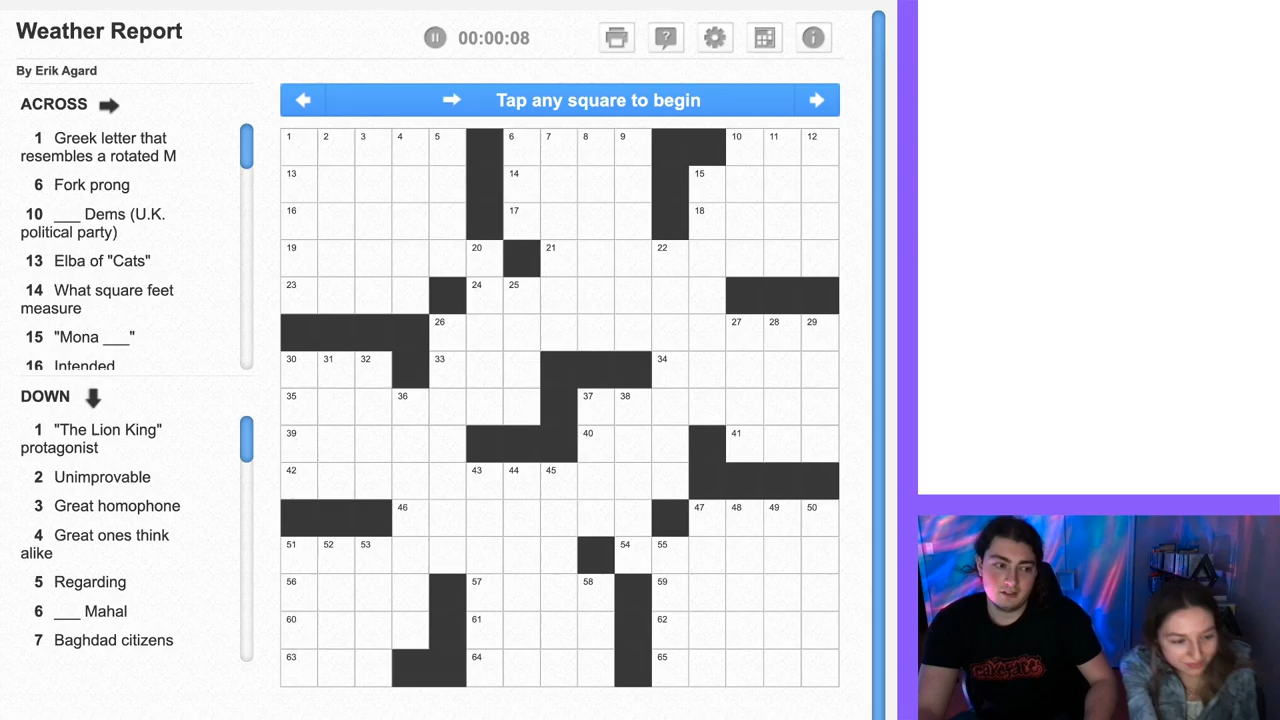 Weather Report
00:00:08
By Erik Agard
ACROSS
1 Greek letter that
resembles a rotated M
6 Fork prong
10 ___ Dems (U.K.
political party)
13 Elba of "Cats"
14 What square feet
measure
15 "Mona ___"
16 Intended
DOWN
1 "The Lion King"
protagonist
2 Unimprovable
3 Great homophone
4 Great ones think
alike
5 Regarding
6 ___ Mahal
7 Baghdad citizens
Tap any square to begin
1 2 3 4 5 6 7 8 9 10 11 12
13 14 15
16 17 18
19 20 21 22
23 24 25
26 27 28 29
30 31 32 33 34
35 36 37 38
39 40 41
42 43 44 45
46 47 48 49 50
51 52 53 54 55
56 57 58 59
60 61 62
63 64 65